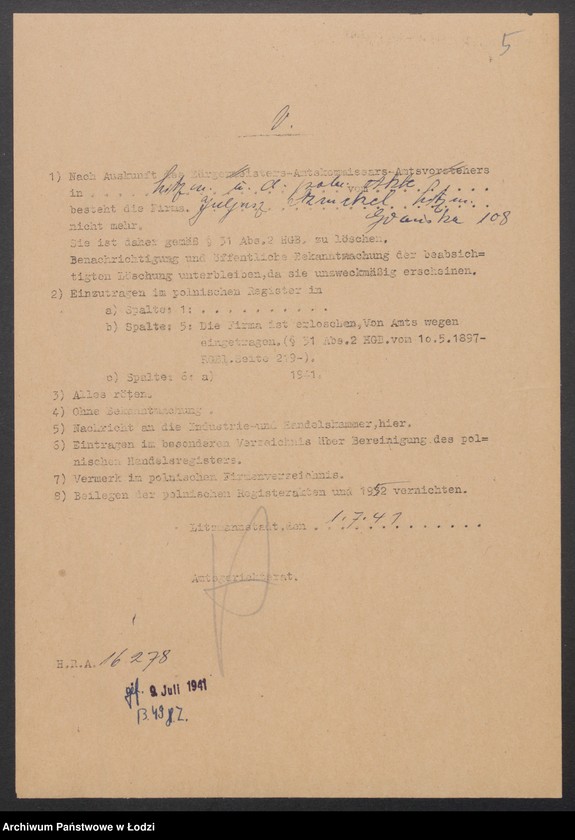 5
V.
1) Nach Auskunft des Bürgermeisters-Amtskommissars-Amtsvorstehers
in . . . . . u. d. poln. Akte . . . .
besteht die Firma. Juljusz . . . . .
Gdańska 108
nicht mehr.
Sie ist daher gemäß § 31 Abs.2 HGB. zu löschen.
Benachrichtigung und öffentliche Bekanntmachung der beabsich=
tigten Löschung unterbleiben,da sie unzweckmäßig erscheinen.
2) Einzutragen im polnischen Register in
a) Spalte: 1: . . . . . . . . . . .
b) Spalte: 5: Die Firma ist erloschen,Von Amts wegen
eingetragen,(§ 31 Abs.2 HGB.vom 10.5.1897-
RGBl.Seite 219-).
c) Spalte: 6: a) 1941.
3) Alles röten.
4) Ohne Bekanntmachung .
5) Nachricht an die Industrie-und Handelskammer,hier.
6) Eintragen im besonderen Verzeichnis über Bereinigung des pol=
nischen Handelsregisters.
7) Vermerk im polnischen Firmenverzeichnis.
8) Beilegen der polnischen Registerakten und 1952 vernichten.
Litzmannstadt,den . 1.7.41 . . . . . . . .
Amtsgerichtsrat.
H.R.A. 16278
gef. 9. Juli 1941
Archiwum Państwowe w Łodzi